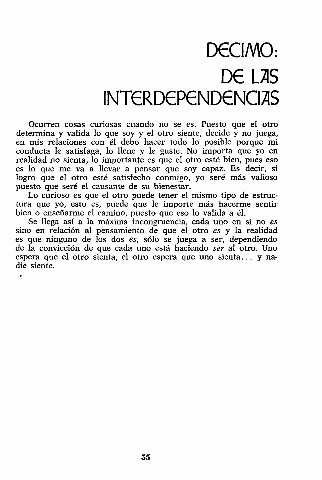 DECIMO:
DE LAS
INTERDEPENDENCIAS
Ocurren cosas curiosas cuando no se es. Puesto que el otro
determina y valida lo que soy y el otro siente, decide y no juega,
en mis relaciones con él debo hacer todo lo posible porque mi
conducta le satisfaga, lo llene y le guste. No importa que yo en
realidad no sienta, lo importante es que el otro esté bien, pues eso
es lo que me va a llevar a pensar que soy capaz. Es decir, si
logro que el otro esté satisfecho conmigo, yo seré más valioso
puesto que seré el causante de su bienestar.
Lo curioso es que el otro puede tener el mismo tipo de estruc-
tura que yo, esto es, puede que le importe más hacerme sentir
bien o enseñarme el camino, puesto que eso lo valida a él.
Se llega así a la máxima incongruencia, cada uno en sí no es
sino en relación al pensamiento de que el otro es y la realidad
es que ninguno de los dos es, sólo se juega a ser, dependiendo
de la convicción de que cada uno está haciendo ser al otro. Uno
espera que el otro sienta, el otro espera que uno sienta... y na-
die siente.
55